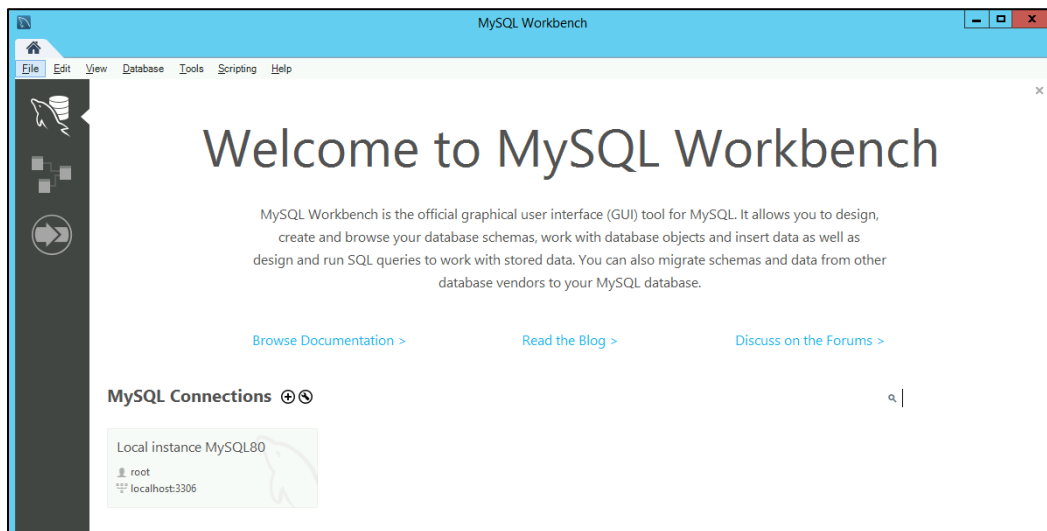 MySQL Workbench
File Edit View Database Tools Scripting Help
Welcome to MySQL Workbench
MySQL Workbench is the official graphical user interface (GUI) tool for MySQL. It allows you to design,
create and browse your database schemas, work with database objects and insert data as well as
design and run SQL queries to work with stored data. You can also migrate schemas and data from other
database vendors to your MySQL database.
Browse Documentation > Read the Blog > Discuss on the Forums >
MySQL Connections
Local instance MySQL80
root
localhost:3306